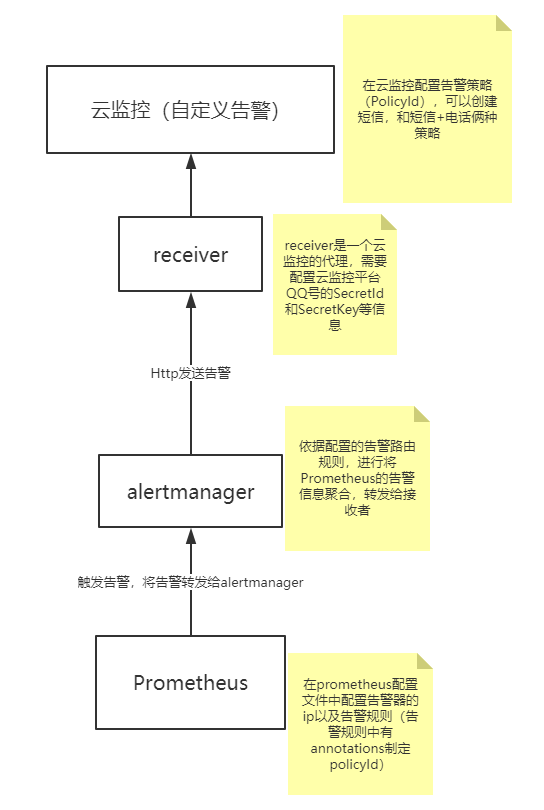 云监控（自定义告警）
在云监控配置告警策略
（PolicyId），可以创建
短信，和短信+电话俩种
策略
receiver
receiver是一个云
监控的代理，需要
配置云监控平台
QQ号的SecretId
和SecretKey等信
息
Http发送告警
alertmanager
依据配置的告警路由
规则，进行将
Prometheus的告警
信息聚合，转发给接
收者
触发告警，将告警转发给alertmanager
Prometheus
在prometheus配置
文件中配置告警器的
ip以及告警规则（告
警规则中有
annotations制定
policyId）